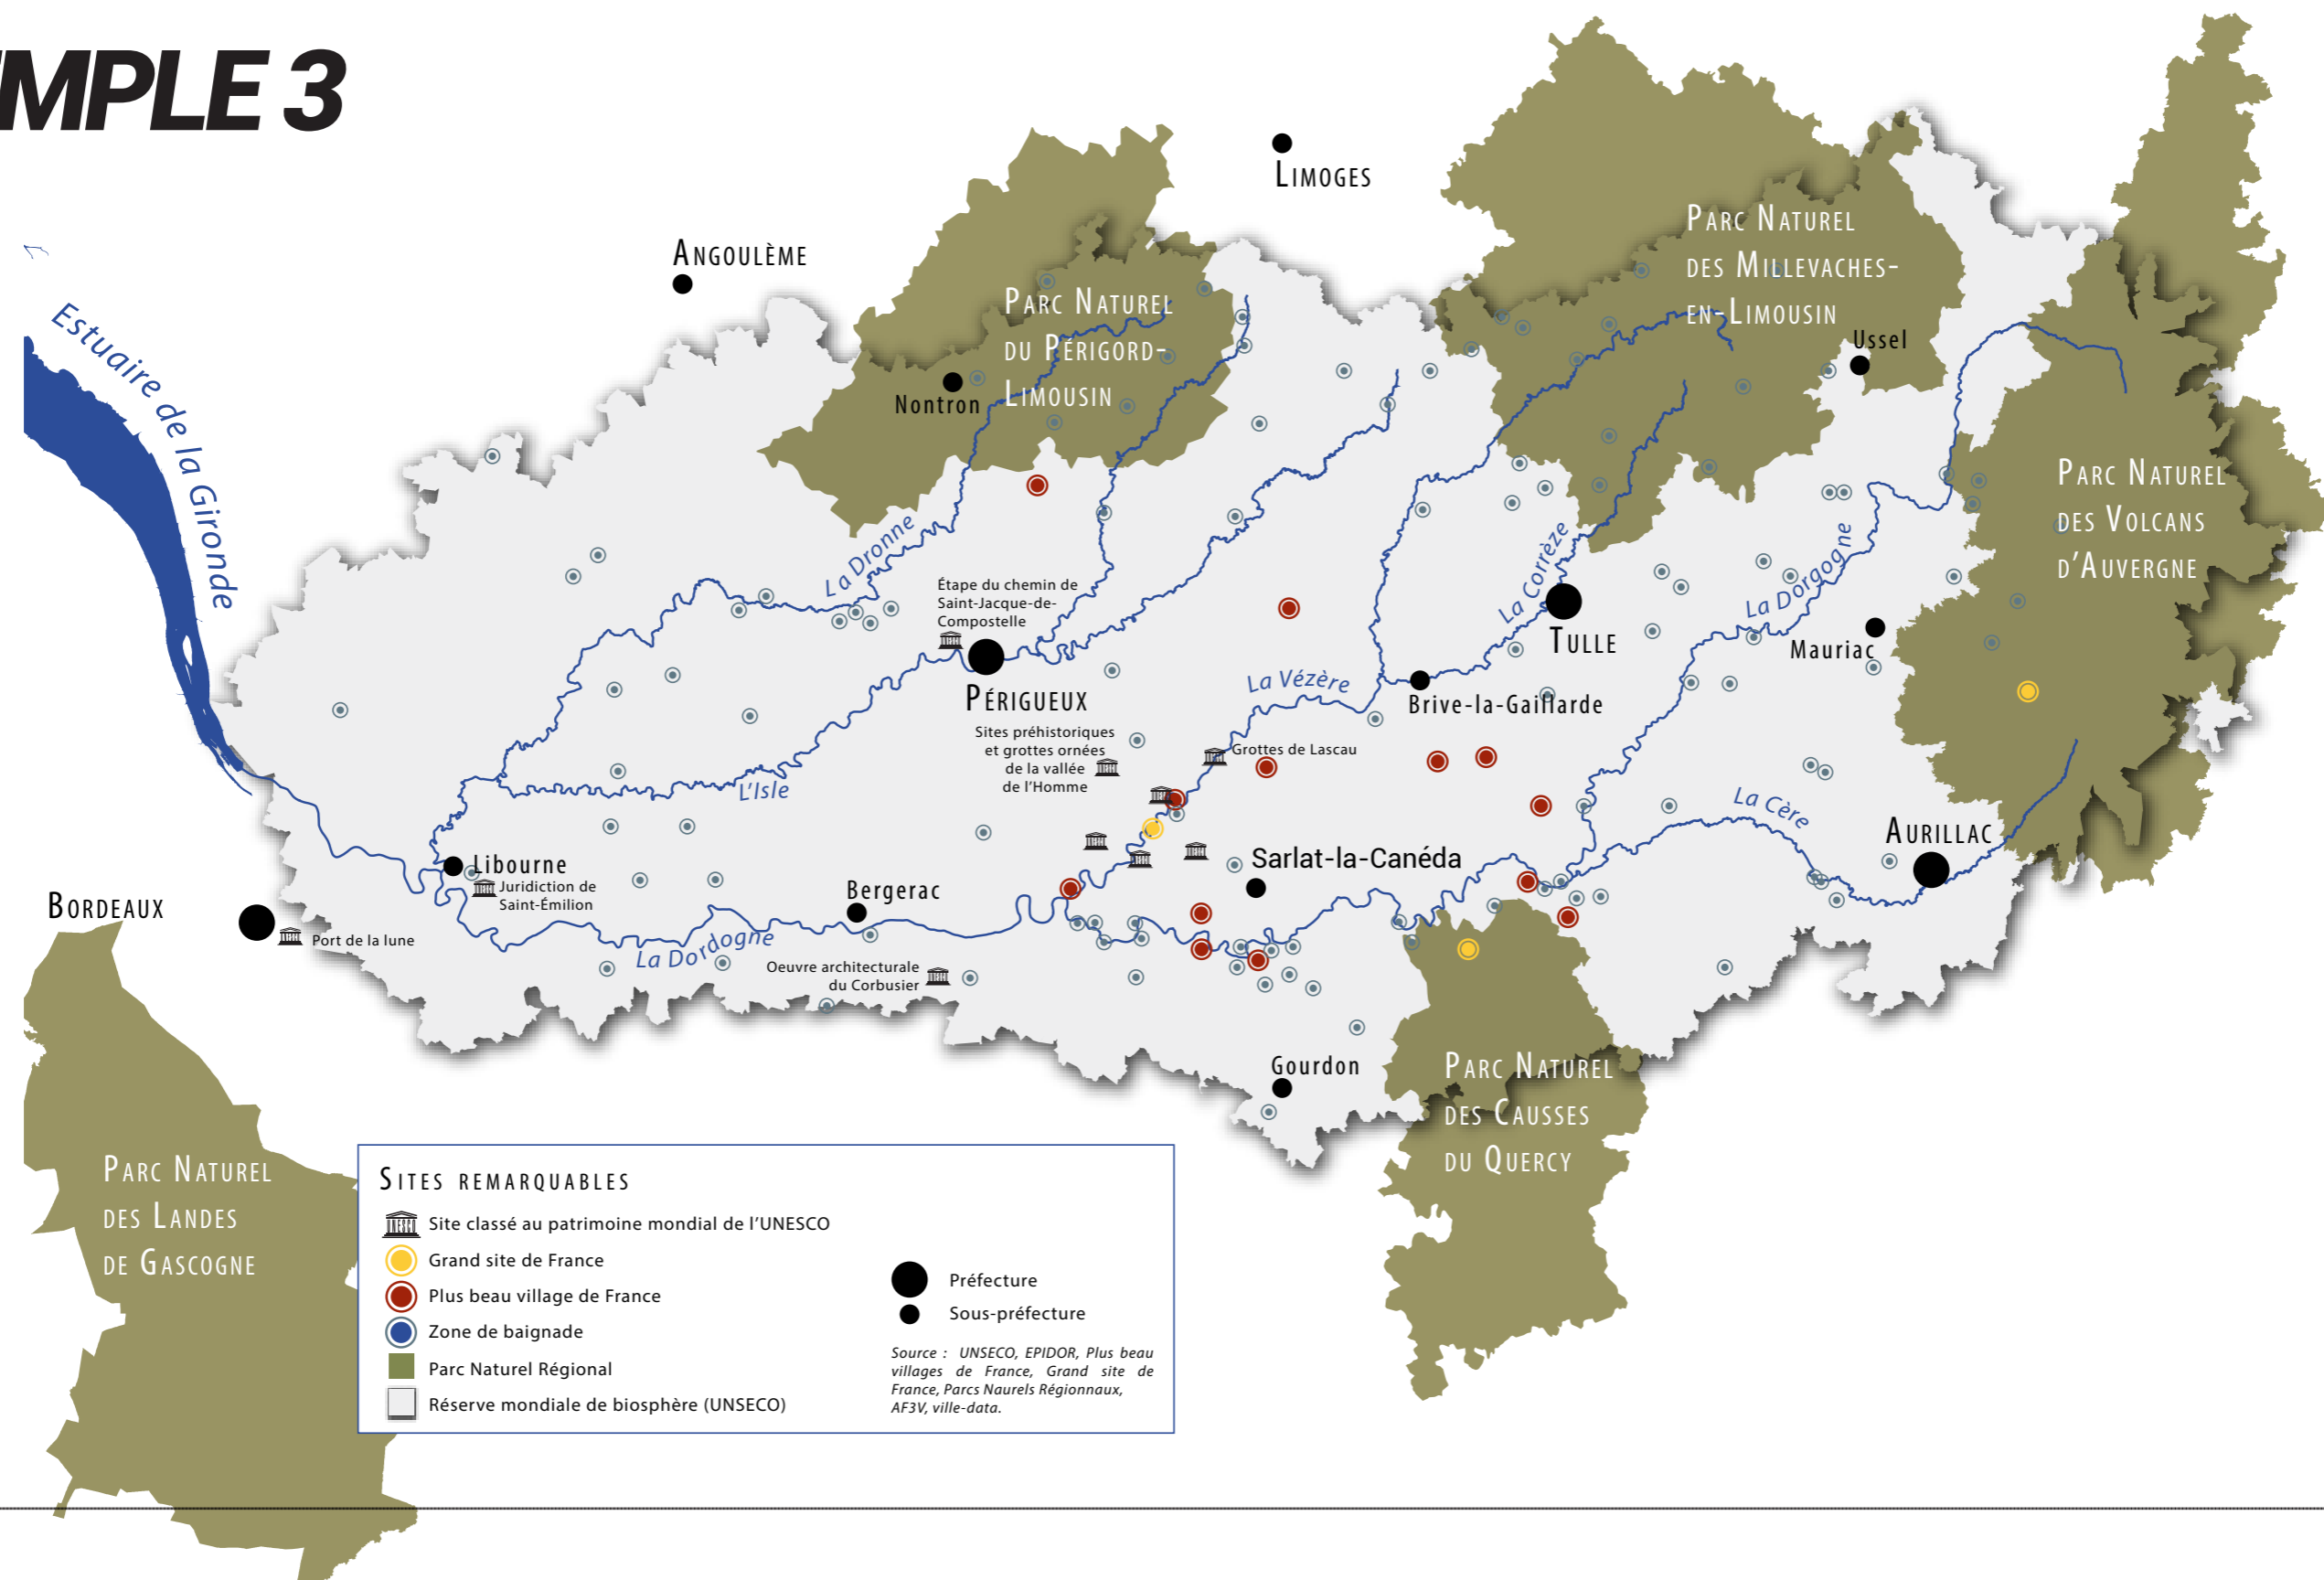 MPLE 3
LIMOGES
ANGOULÈME
Estuaire de la Gironde
PARC NATUREL
DU PÉRIGORD-
LIMOUSIN
Nontron
PARC NATUREL
DES MILLEVACHES-
EN-LIMOUSIN
Ussel
PARC NATUREL
DES VOLCANS
D'AUVERGNE
La Dronne
Étape du chemin de
Saint-Jacque-de-
Compostelle
PÉRIGUEUX
La Corrèze
TULLE
La Dorgogne
Mauriac
La Vézère
Brive-la-Gaillarde
Sites préhistoriques
et grottes ornées
de la vallée
de l'Homme
Grottes de Lascau
L'Isle
La Cère
AURILLAC
Libourne
Juridiction de
Saint-Émilion
Bergerac
Sarlat-la-Canéda
BORDEAUX
Port de la lune
La Dordogne
Oeuvre architecturale
du Corbusier
Gourdon
PARC NATUREL
DES CAUSSES
DU QUERCY
PARC NATUREL
DES LANDES
DE GASCOGNE
SITES REMARQUABLES
UNESCO Site classé au patrimoine mondial de l'UNESCO
Grand site de France
Plus beau village de France
Zone de baignade
Parc Naturel Régional
Réserve mondiale de biosphère (UNSECO)
Préfecture
Sous-préfecture
Source : UNSECO, EPIDOR, Plus beau
villages de France, Grand site de
France, Parcs Naurels Régionnaux,
AF3V, ville-data.